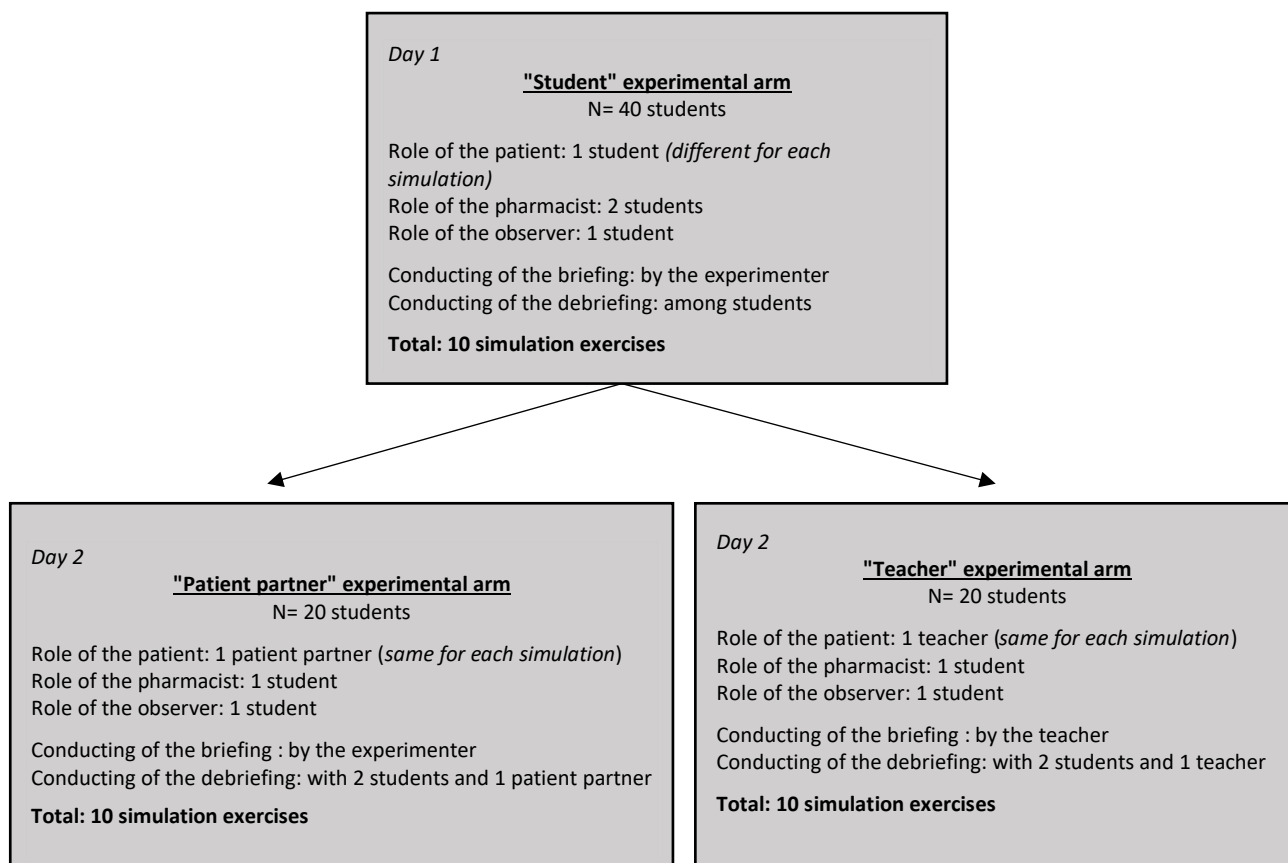 Day 1
"Student" experimental arm
N= 40 students
Role of the patient: 1 student (different for each
simulation)
Role of the pharmacist: 2 students
Role of the observer: 1 student
Conducting of the briefing: by the experimenter
Conducting of the debriefing: among students
Total: 10 simulation exercises
Day 2
"Patient partner" experimental arm
N= 20 students
Role of the patient: 1 patient partner (same for each simulation)
Role of the pharmacist: 1 student
Role of the observer: 1 student
Conducting of the briefing : by the experimenter
Conducting of the debriefing: with 2 students and 1 patient partner
Total: 10 simulation exercises
Day 2
"Teacher" experimental arm
N= 20 students
Role of the patient: 1 teacher (same for each simulation)
Role of the pharmacist: 1 student
Role of the observer: 1 student
Conducting of the briefing : by the teacher
Conducting of the debriefing: with 2 students and 1 teacher
Total: 10 simulation exercises